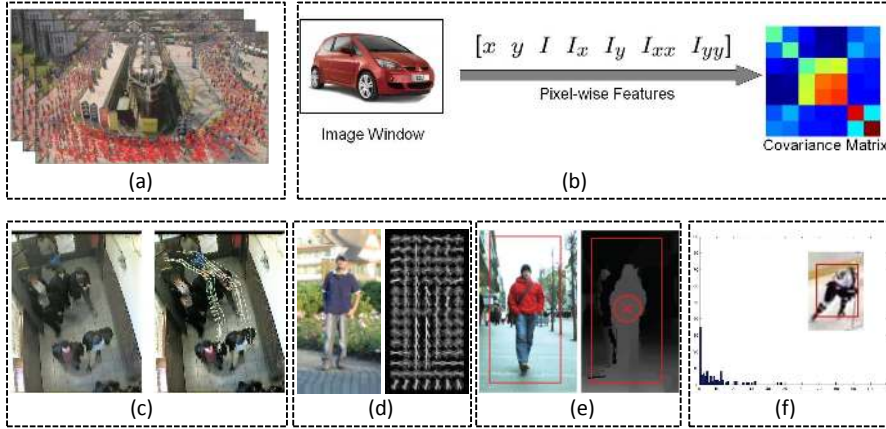 (a)
[x y I I_x I_y I_xx I_yy]
Pixel-wise Features
Image Window
Covariance Matrix
(b)
(c)
(d)
(e)
(f)